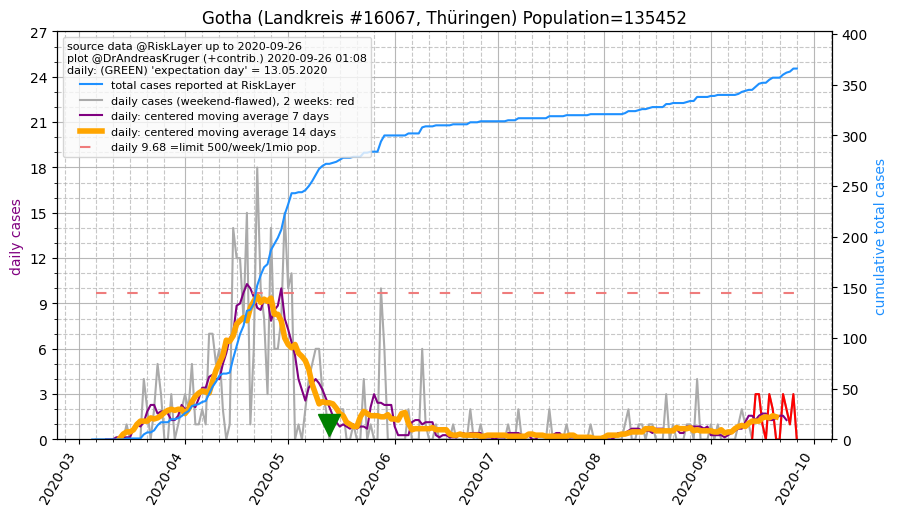 Gotha (Landkreis #16067, Thüringen) Population=135452
source data @RiskLayer up to 2020-09-26
plot @DrAndreasKruger (+contrib.) 2020-09-26 01:08
daily: (GREEN) 'expectation day' = 13.05.2020
total cases reported at RiskLayer
daily cases (weekend-flawed), 2 weeks: red
daily: centered moving average 7 days
daily: centered moving average 14 days
daily 9.68 =limit 500/week/1mio pop.
daily cases
27
24
21
18
15
12
9
6
3
0
cumulative total cases
400
350
300
250
200
150
100
50
0
2020-03
2020-04
2020-05
2020-06
2020-07
2020-08
2020-09
2020-10